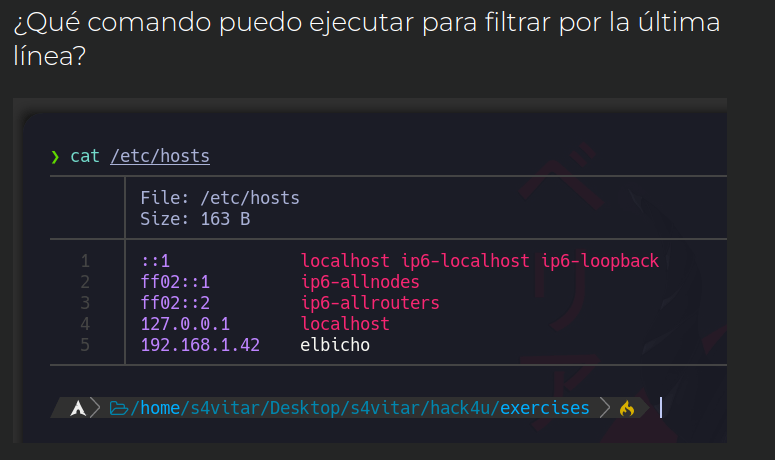 ¿Qué comando puedo ejecutar para filtrar por la última
línea?
❯ cat /etc/hosts
File: /etc/hosts
Size: 163 B
1 ::1 localhost ip6-localhost ip6-loopback
2 ff02::1 ip6-allnodes
3 ff02::2 ip6-allrouters
4 127.0.0.1 localhost
5 192.168.1.42 elbicho
/home/s4vitar/Desktop/s4vitar/hack4u/exercises